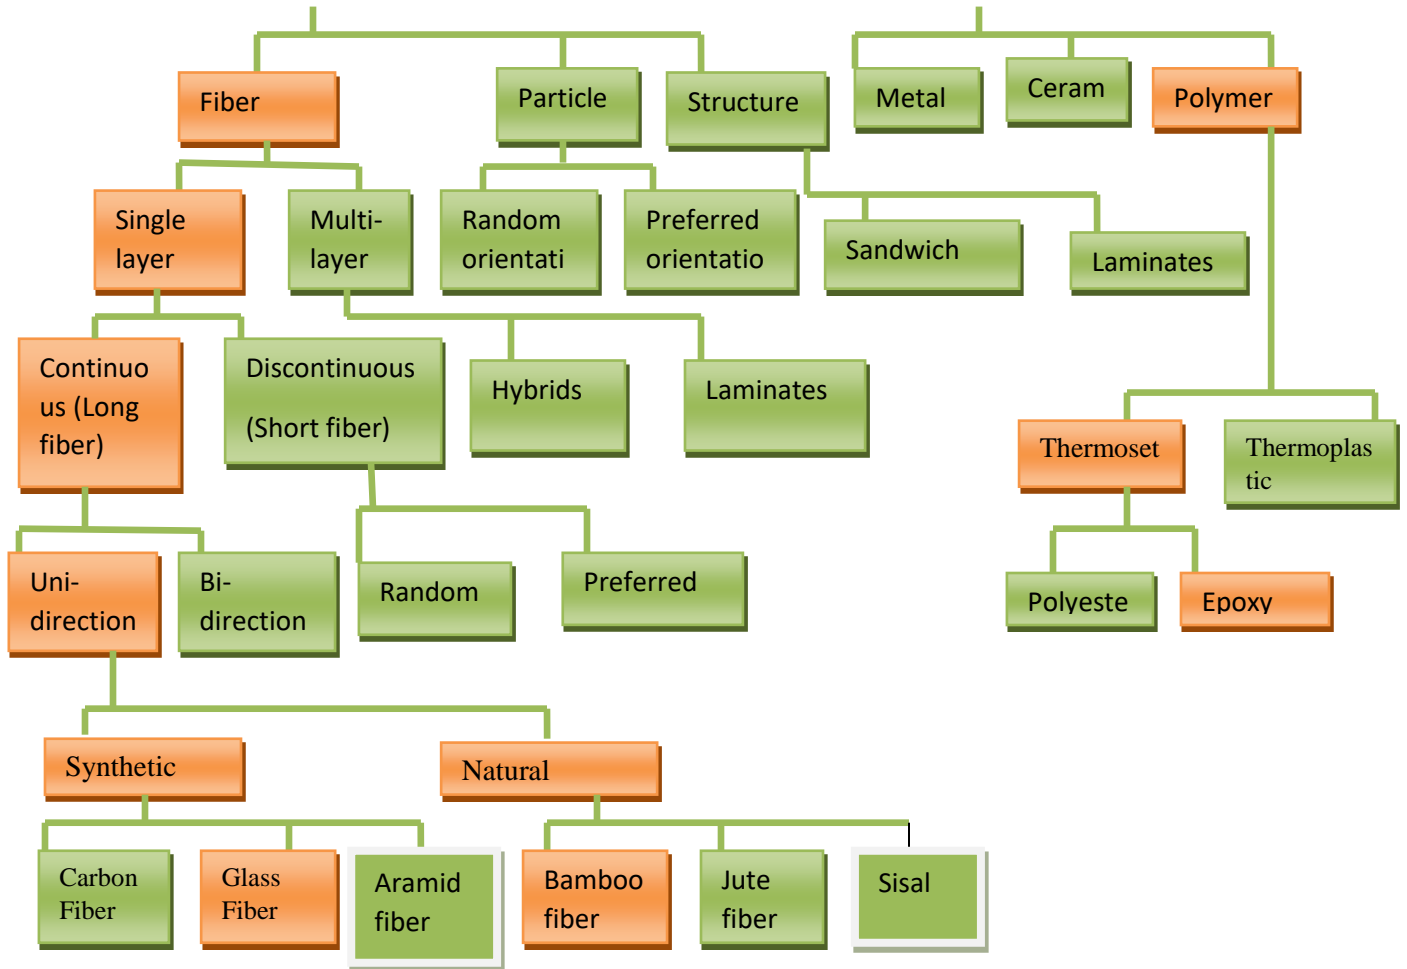 Fiber
Particle
Structure
Metal
Ceram
Polymer
Single
layer
Multi-
layer
Random
orientati
Preferred
orientatio
Sandwich
Laminates
Continuo
us (Long
fiber)
Discontinuous
(Short fiber)
Hybrids
Laminates
Thermoset
Thermoplas
tic
Uni-
direction
Bi-
direction
Random
Preferred
Polyeste
Epoxy
Synthetic
Natural
Carbon
Fiber
Glass
Fiber
Aramid
fiber
Bamboo
fiber
Jute
fiber
Sisal